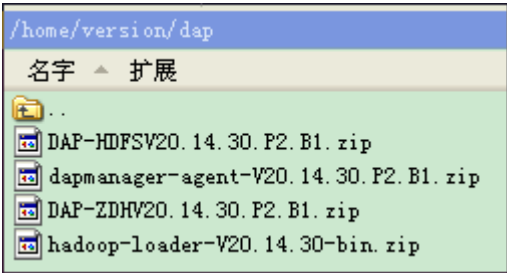 /home/version/dap
名字 扩展
..
DAP-HDFSV20.14.30.P2.B1.zip
dapmanager-agent-V20.14.30.P2.B1.zip
DAP-ZDHV20.14.30.P2.B1.zip
hadoop-loader-V20.14.30-bin.zip